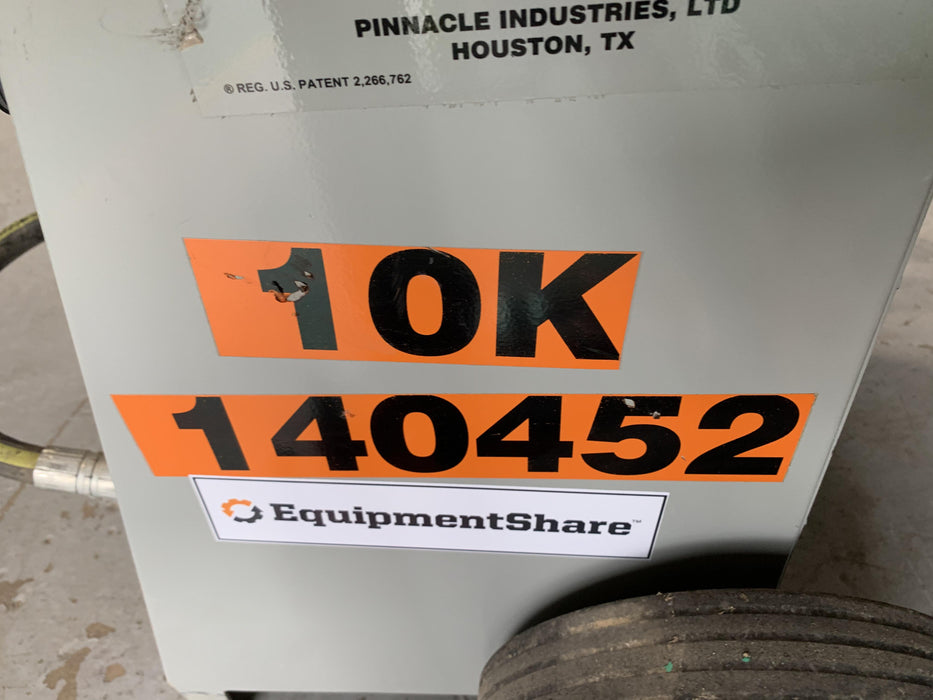 PINNACLE INDUSTRIES, LTD
HOUSTON, TX
® REG. U.S. PATENT 2,266,762
10K
140452
EquipmentShare™